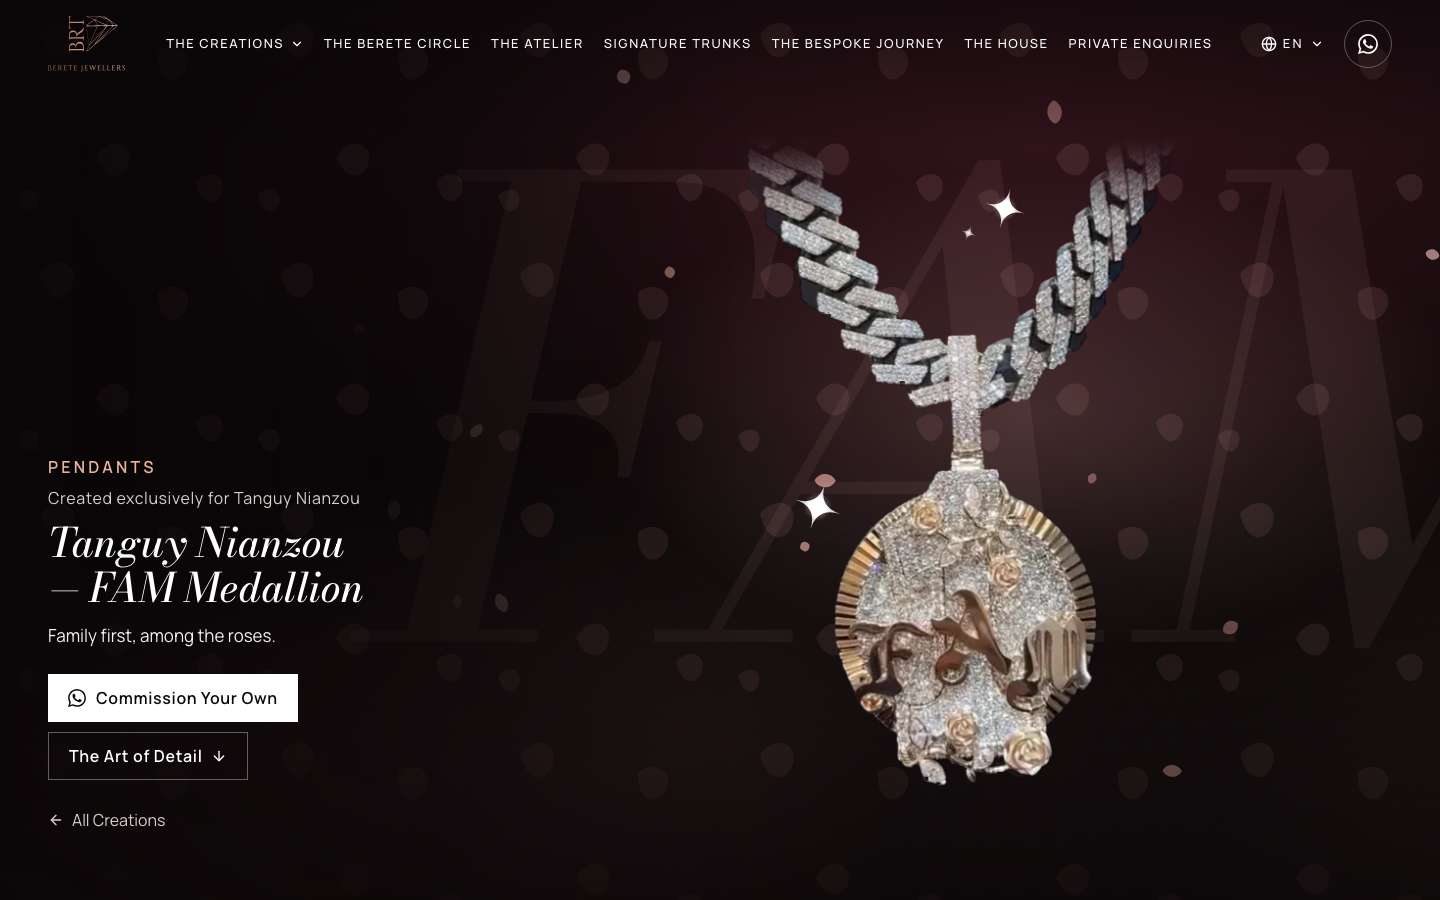 BRT
BERETE JEWELLERS
THE CREATIONS
THE BERETE CIRCLE
THE ATELIER
SIGNATURE TRUNKS
THE BESPOKE JOURNEY
THE HOUSE
PRIVATE ENQUIRIES
EN
FAM
PENDANTS
Created exclusively for Tanguy Nianzou
Tanguy Nianzou
— FAM Medallion
Family first, among the roses.
Commission Your Own
The Art of Detail ↓
← All Creations
FAM